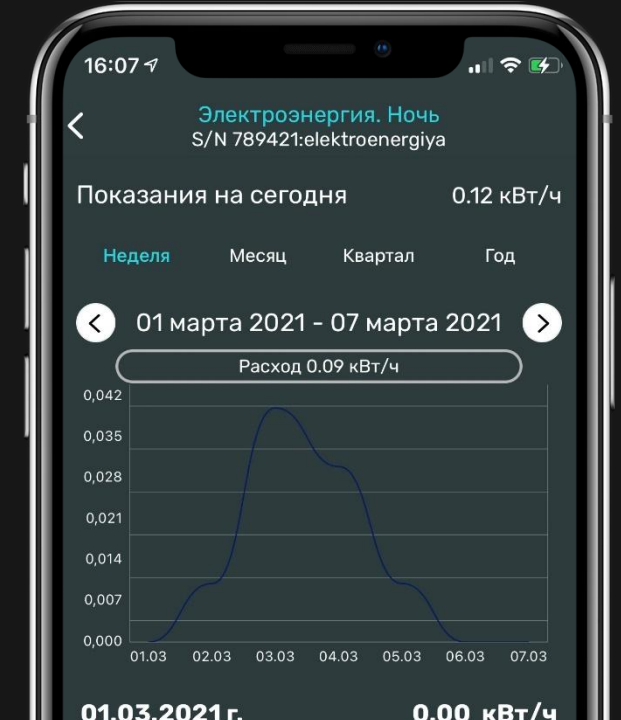 16:07
Электроэнергия. Ночь
S/N 789421:elektroenergiya
Показания на сегодня 0.12 кВт/ч
Неделя Месяц Квартал Год
01 марта 2021 - 07 марта 2021
Расход 0.09 кВт/ч
0,042
0,035
0,028
0,021
0,014
0,007
0,000
01.03 02.03 03.03 04.03 05.03 06.03 07.03
01.03.2021 г. 0.00 кВт/ч